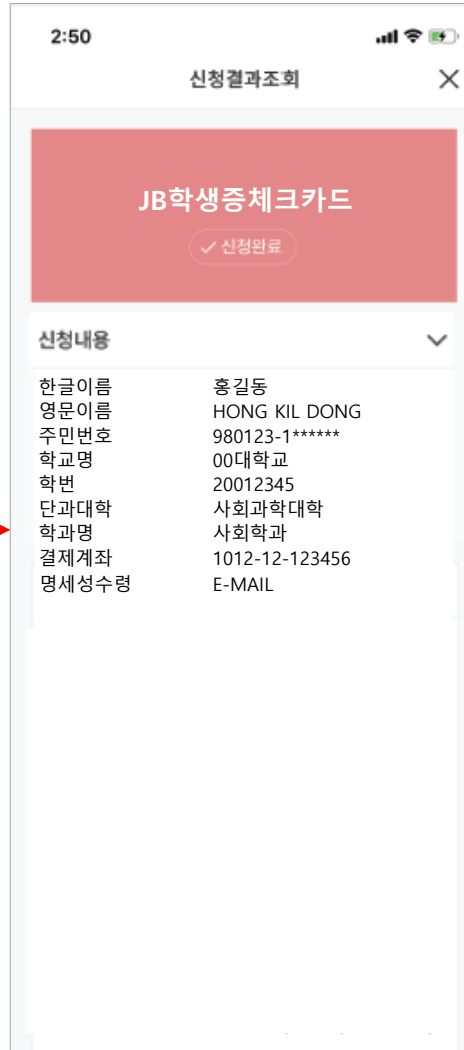 2:50
신청결과조회
JB학생증체크카드
신청완료
신청내용
한글이름 홍길동
영문이름 HONG KIL DONG
주민번호 980123-1******
학교명 00대학교
학번 20012345
단과대학 사회과학대학
학과명 사회학과
결제계좌 1012-12-123456
명세성수령 E-MAIL